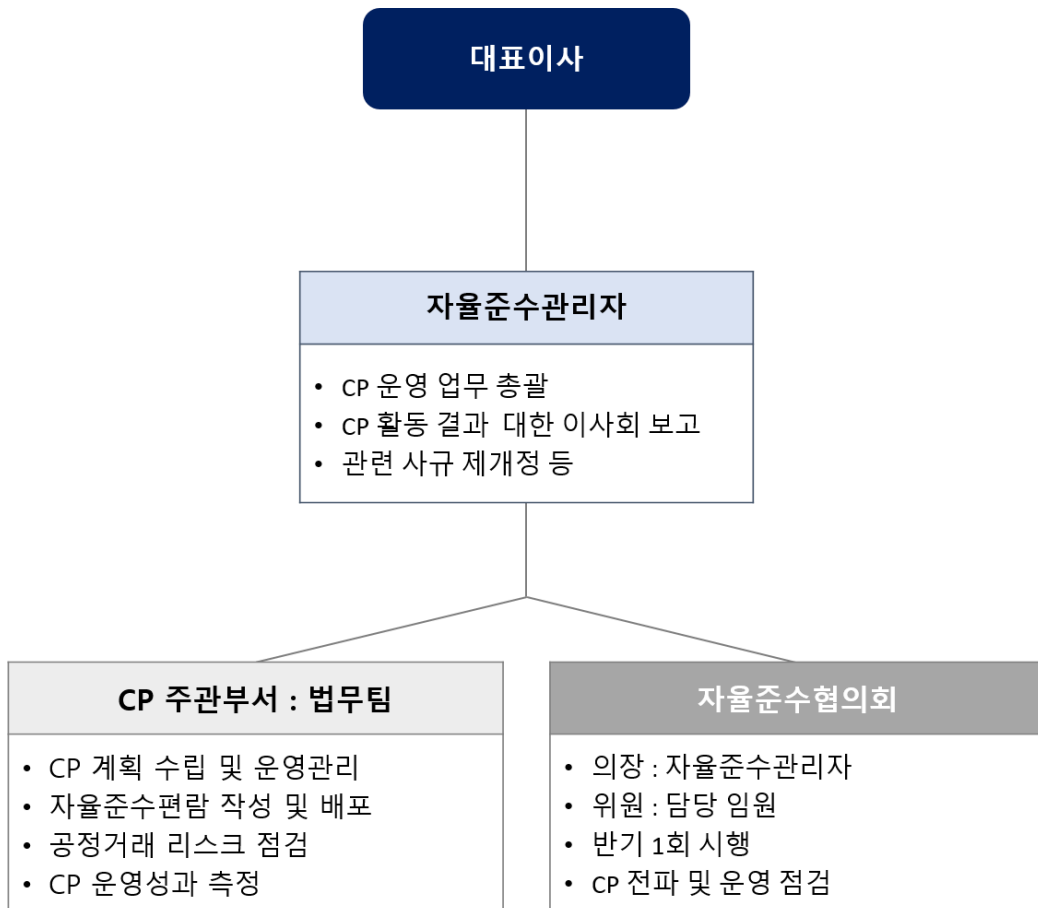 대표이사
자율준수관리자
• CP 운영 업무 총괄
• CP 활동 결과 대한 이사회 보고
• 관련 사규 제개정 등
CP 주관부서 : 법무팀
• CP 계획 수립 및 운영관리
• 자율준수편람 작성 및 배포
• 공정거래 리스크 점검
• CP 운영성과 측정
자율준수협의회
• 의장 : 자율준수관리자
• 위원 : 담당 임원
• 반기 1회 시행
• CP 전파 및 운영 점검